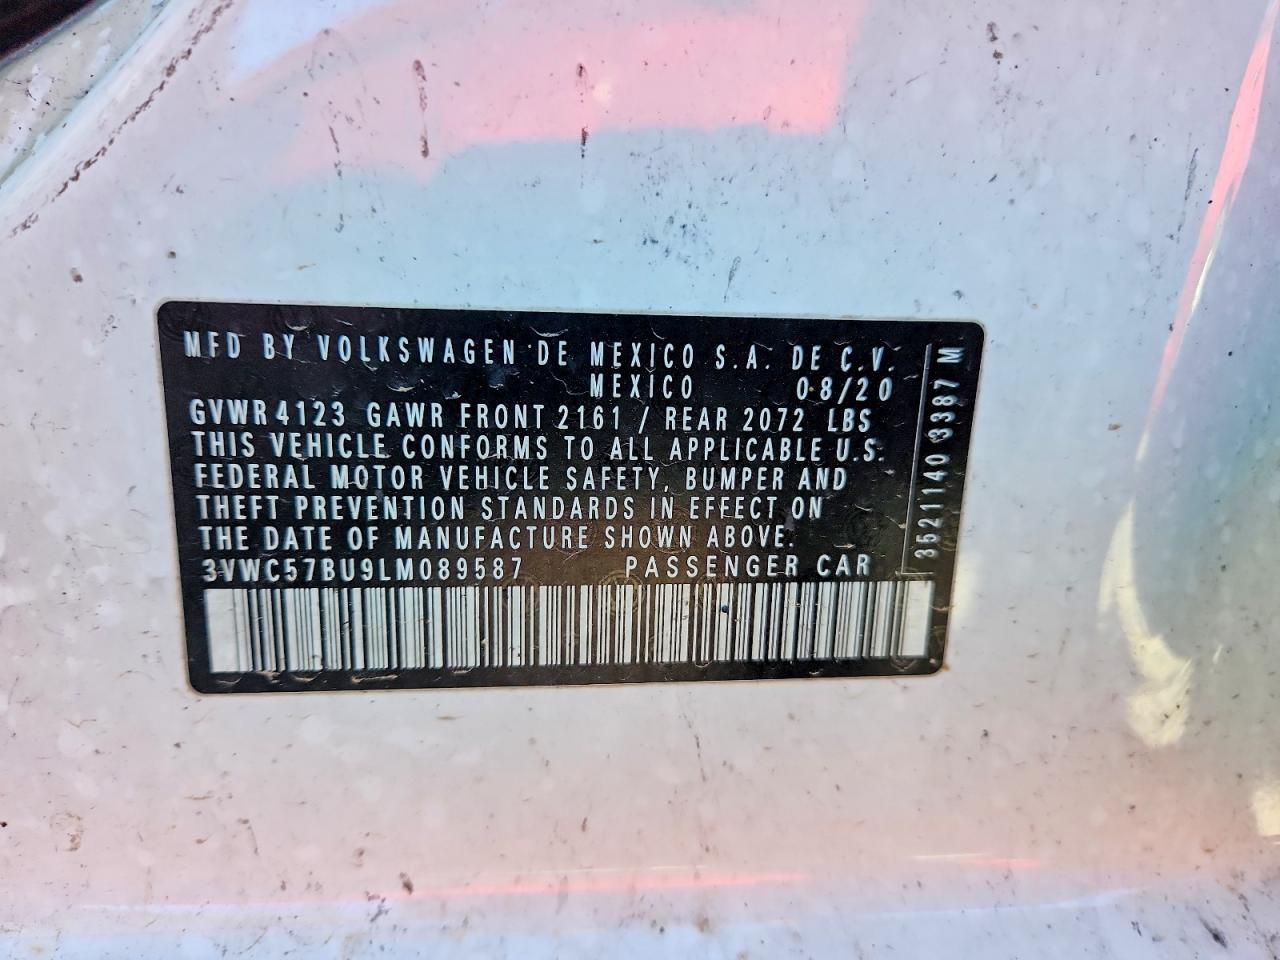 MFD BY VOLKSWAGEN DE MEXICO S.A. DE C.V.
MEXICO 08/20
GVWR 4123 GAWR FRONT 2161 / REAR 2072 LBS
THIS VEHICLE CONFORMS TO ALL APPLICABLE U.S.
FEDERAL MOTOR VEHICLE SAFETY, BUMPER AND
THEFT PREVENTION STANDARDS IN EFFECT ON
THE DATE OF MANUFACTURE SHOWN ABOVE.
3VWC57BU9LM089587 PASSENGER CAR
3521140 3387 M